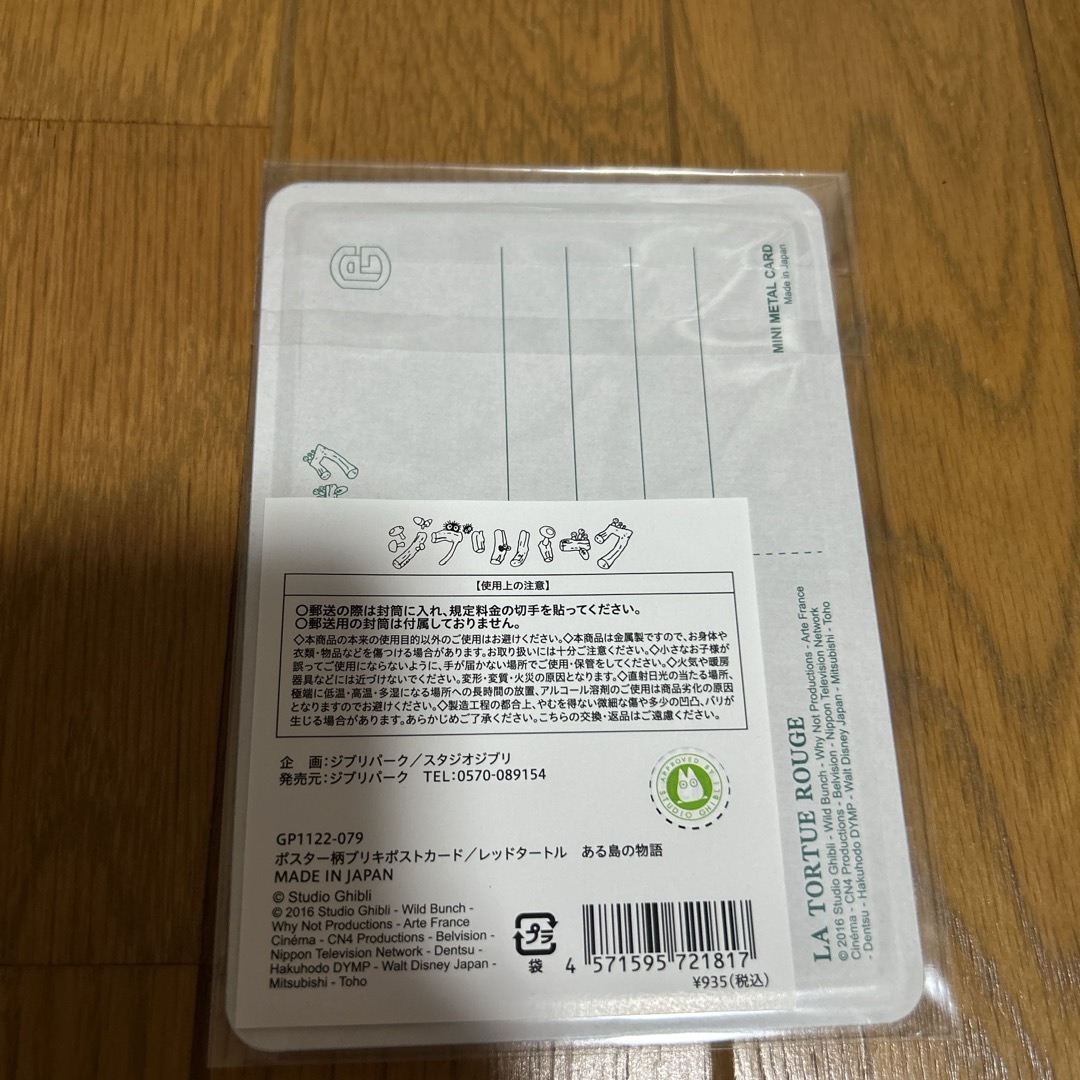 MINI METAL CARD
Made in Japan
ジブリパーク
【使用上の注意】
〇郵送の際は封筒に入れ、規定料金の切手を貼ってください。
〇郵送用の封筒は付属しておりません。
◇本商品の本来の使用目的以外のご使用はお避けください。◇本商品は金属製ですので、お身体や
衣類・物品などを傷つける場合があります。お取り扱いには十分ご注意ください。◇小さなお子様が
誤ってご使用にならないように、手が届かない場所でご使用・保管をしてください。◇火気や暖房
器具などには近づけないでください。変形・変質・火災の原因となります。◇直射日光の当たる場所、
極端に低温・高温・多湿になる場所への長時間の放置、アルコール溶剤のご使用は商品劣化の原因
となりますのでお避けください。◇製造工程の都合上、やむを得ない微細な傷や多少の凹凸、バリが
生じる場合があります。あらかじめご了承ください。こちらの交換・返品はご遠慮ください。
企　画：ジブリパーク／スタジオジブリ
発売元：ジブリパーク　TEL：0570-089154
APPROVED BY
STUDIO GHIBLI
GP1122-079
ポスター柄ブリキポストカード／レッドタートル　ある島の物語
MADE IN JAPAN
© Studio Ghibli
© 2016 Studio Ghibli - Wild Bunch -
Why Not Productions - Arte France
Cinéma - CN4 Productions - Belvision -
Nippon Television Network - Dentsu -
Hakuhodo DYMP - Walt Disney Japan -
Mitsubishi - Toho
プラ
袋
4 571595 721817
¥935(税込)
LA TORTUE ROUGE
© 2016 Studio Ghibli - Wild Bunch - Why Not Productions - Arte France
Cinéma - CN4 Productions - Belvision - Nippon Television Network
- Dentsu - Hakuhodo DYMP - Walt Disney Japan - Mitsubishi - Toho